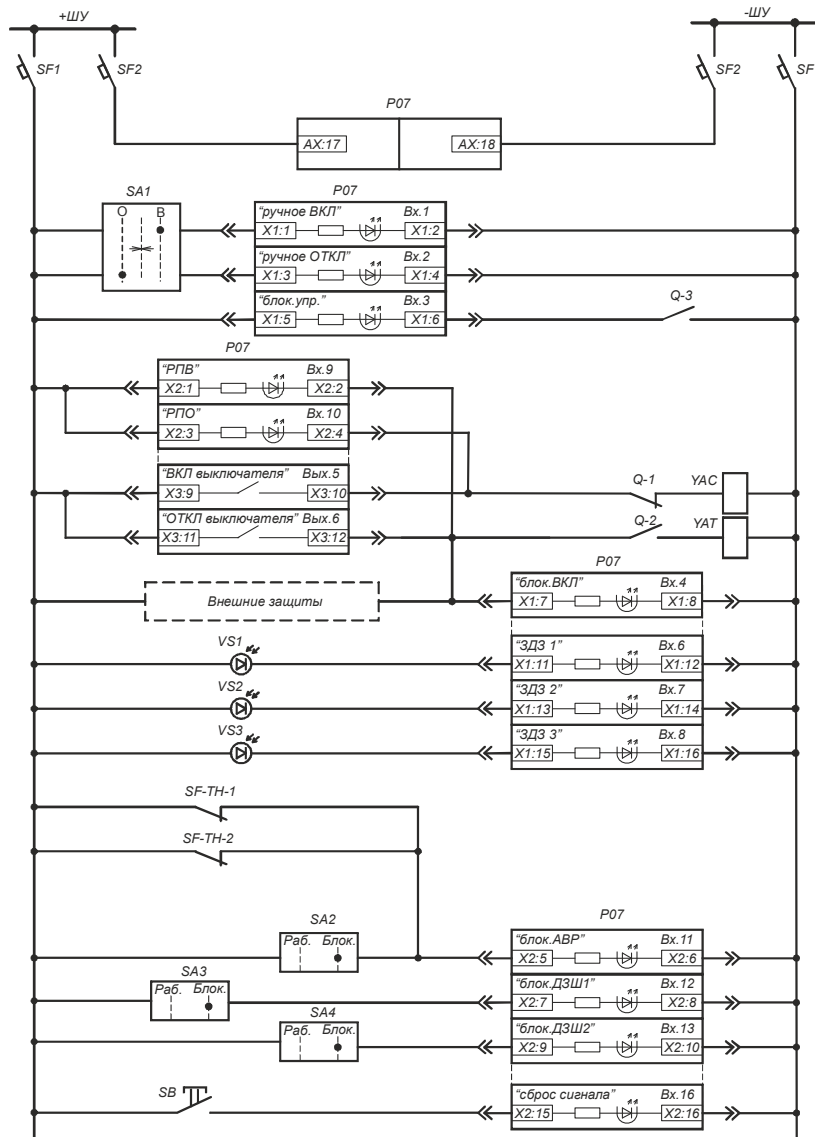 +ШУ
-ШУ
SF1
SF2
SF2
SF
P07
AX:17
AX:18
SA1
O
B
P07
“ручное ВКЛ”
Вх.1
X1:1
X1:2
“ручное ОТКЛ”
Вх.2
X1:3
X1:4
“блок.упр.”
Вх.3
X1:5
X1:6
Q-3
P07
“РПВ”
Вх.9
X2:1
X2:2
“РПО”
Вх.10
X2:3
X2:4
“ВКЛ выключателя”
Вых.5
X3:9
X3:10
“ОТКЛ выключателя”
Вых.6
X3:11
X3:12
Q-1
YAC
Q-2
YAT
P07
Внешние защиты
“блок.ВКЛ”
Вх.4
X1:7
X1:8
VS1
“ЗДЗ 1”
Вх.6
X1:11
X1:12
VS2
“ЗДЗ 2”
Вх.7
X1:13
X1:14
VS3
“ЗДЗ 3”
Вх.8
X1:15
X1:16
SF-TH-1
SF-TH-2
SA2
Раб.
Блок.
P07
“блок.АВР”
Вх.11
X2:5
X2:6
SA3
Раб.
Блок.
“блок.ДЗШ1”
Вх.12
X2:7
X2:8
SA4
Раб.
Блок.
“блок.ДЗШ2”
Вх.13
X2:9
X2:10
SB
“сброс сигнала”
Вх.16
X2:15
X2:16